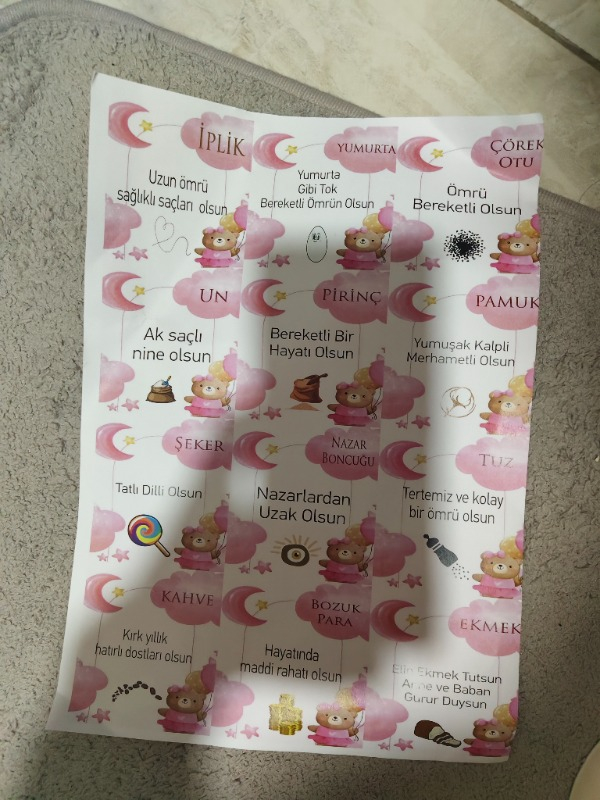 İPLİK
Uzun ömrü
sağlıklı saçları olsun
YUMURTA
Yumurta
Gibi Tok
Bereketli Ömrün Olsun
ÇÖREK
OTU
Ömrü
Bereketli Olsun
UN
Ak saçlı
nine olsun
PİRİNÇ
Bereketli Bir
Hayatı Olsun
PAMUK
Yumuşak Kalpli
Merhametli Olsun
ŞEKER
Tatlı Dilli Olsun
NAZAR
BONCUĞU
Nazarlardan
Uzak Olsun
TUZ
Tertemiz ve kolay
bir ömrü olsun
KAHVE
Kırk yıllık
hatırlı dostları olsun
BOZUK
PARA
Hayatında
maddi rahatı olsun
EKMEK
Elin Ekmek Tutsun
Anne ve Baban
Gurur Duysun